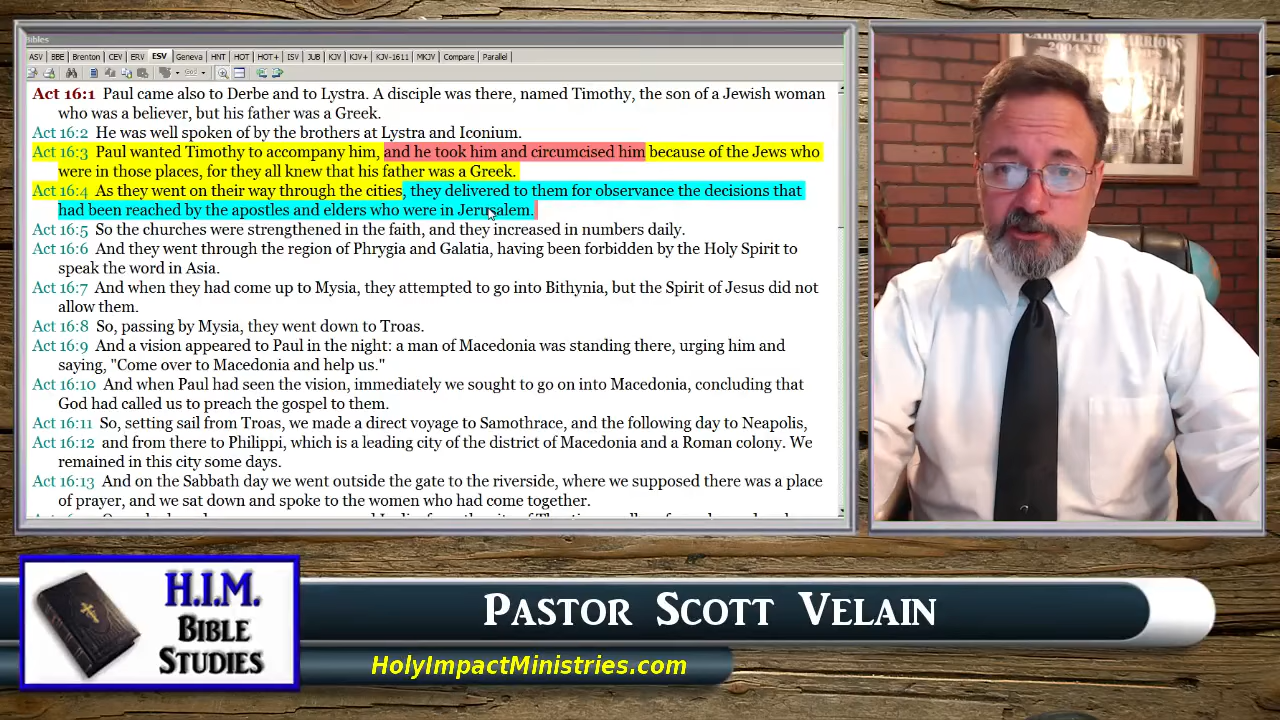 Bibles
ASV BBE Brenton CEV ERV ESV Geneva HNT HOT HOT+ ISV JUB KJV KJV+ KJV-1611 MKJV Compare Parallel
Act 16:1 Paul came also to Derbe and to Lystra. A disciple was there, named Timothy, the son of a Jewish woman
who was a believer, but his father was a Greek.
Act 16:2 He was well spoken of by the brothers at Lystra and Iconium.
Act 16:3 Paul wanted Timothy to accompany him, and he took him and circumcised him because of the Jews who
were in those places, for they all knew that his father was a Greek.
Act 16:4 As they went on their way through the cities, they delivered to them for observance the decisions that
had been reached by the apostles and elders who were in Jerusalem.
Act 16:5 So the churches were strengthened in the faith, and they increased in numbers daily.
Act 16:6 And they went through the region of Phrygia and Galatia, having been forbidden by the Holy Spirit to
speak the word in Asia.
Act 16:7 And when they had come up to Mysia, they attempted to go into Bithynia, but the Spirit of Jesus did not
allow them.
Act 16:8 So, passing by Mysia, they went down to Troas.
Act 16:9 And a vision appeared to Paul in the night: a man of Macedonia was standing there, urging him and
saying, "Come over to Macedonia and help us."
Act 16:10 And when Paul had seen the vision, immediately we sought to go on into Macedonia, concluding that
God had called us to preach the gospel to them.
Act 16:11 So, setting sail from Troas, we made a direct voyage to Samothrace, and the following day to Neapolis,
Act 16:12 and from there to Philippi, which is a leading city of the district of Macedonia and a Roman colony. We
remained in this city some days.
Act 16:13 And on the Sabbath day we went outside the gate to the riverside, where we supposed there was a place
of prayer, and we sat down and spoke to the women who had come together.
CARROLLTON WARRIORS
H.I.M.
BIBLE
STUDIES
PASTOR SCOTT VELAIN
HolyImpactMinistries.com